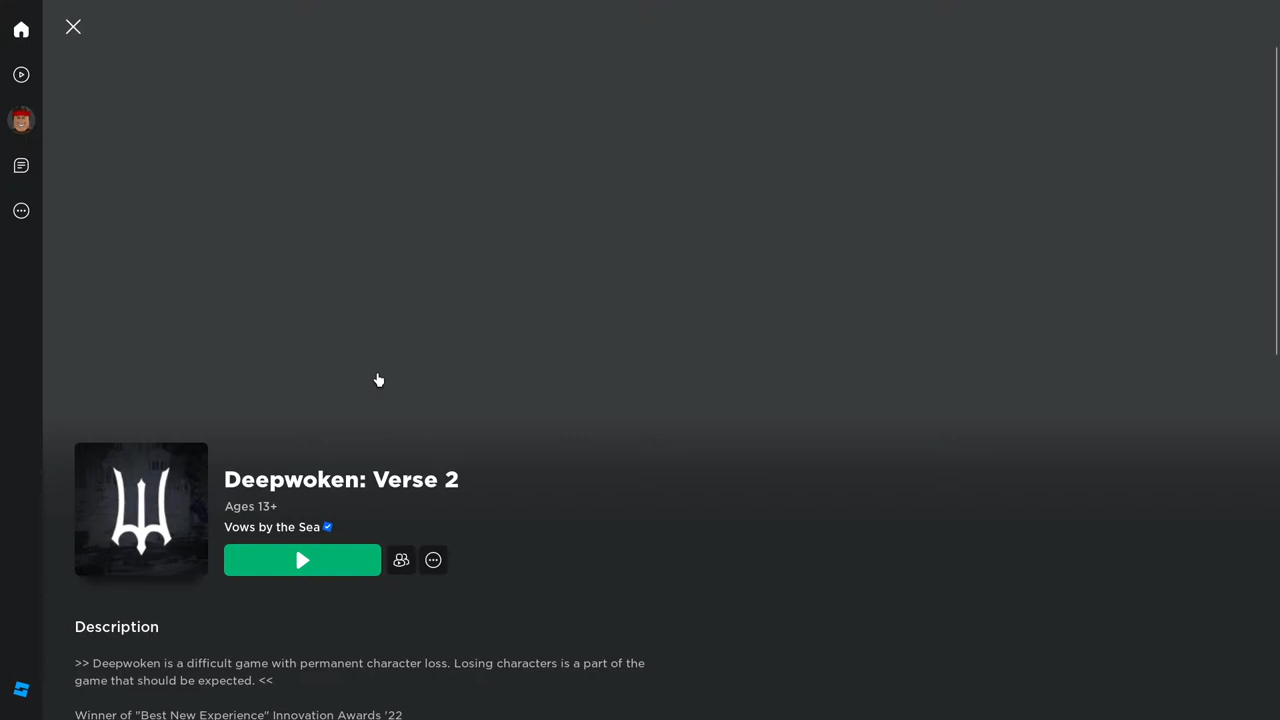 Deepwoken: Verse 2
Ages 13+
Vows by the Sea
Description
>> Deepwoken is a difficult game with permanent character loss. Losing characters is a part of the
game that should be expected. <<
Winner of "Best New Experience" Innovation Awards '22